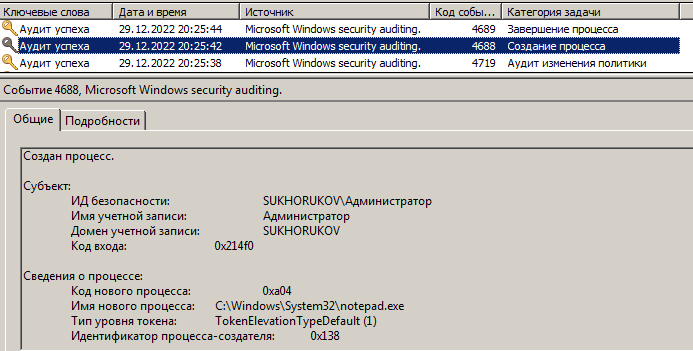 Ключевые слова Дата и время Источник Код собы... Категория задачи
Аудит успеха 29.12.2022 20:25:44 Microsoft Windows security auditing. 4689 Завершение процесса
Аудит успеха 29.12.2022 20:25:42 Microsoft Windows security auditing. 4688 Создание процесса
Аудит успеха 29.12.2022 20:25:38 Microsoft Windows security auditing. 4719 Аудит изменения политики
Событие 4688, Microsoft Windows security auditing.
Общие Подробности
Создан процесс.
Субъект:
ИД безопасности: SUKHORUKOV\Администратор
Имя учетной записи: Администратор
Домен учетной записи: SUKHORUKOV
Код входа: 0x214f0
Сведения о процессе:
Код нового процесса: 0xa04
Имя нового процесса: C:\Windows\System32\notepad.exe
Тип уровня токена: TokenElevationTypeDefault (1)
Идентификатор процесса-создателя: 0x138